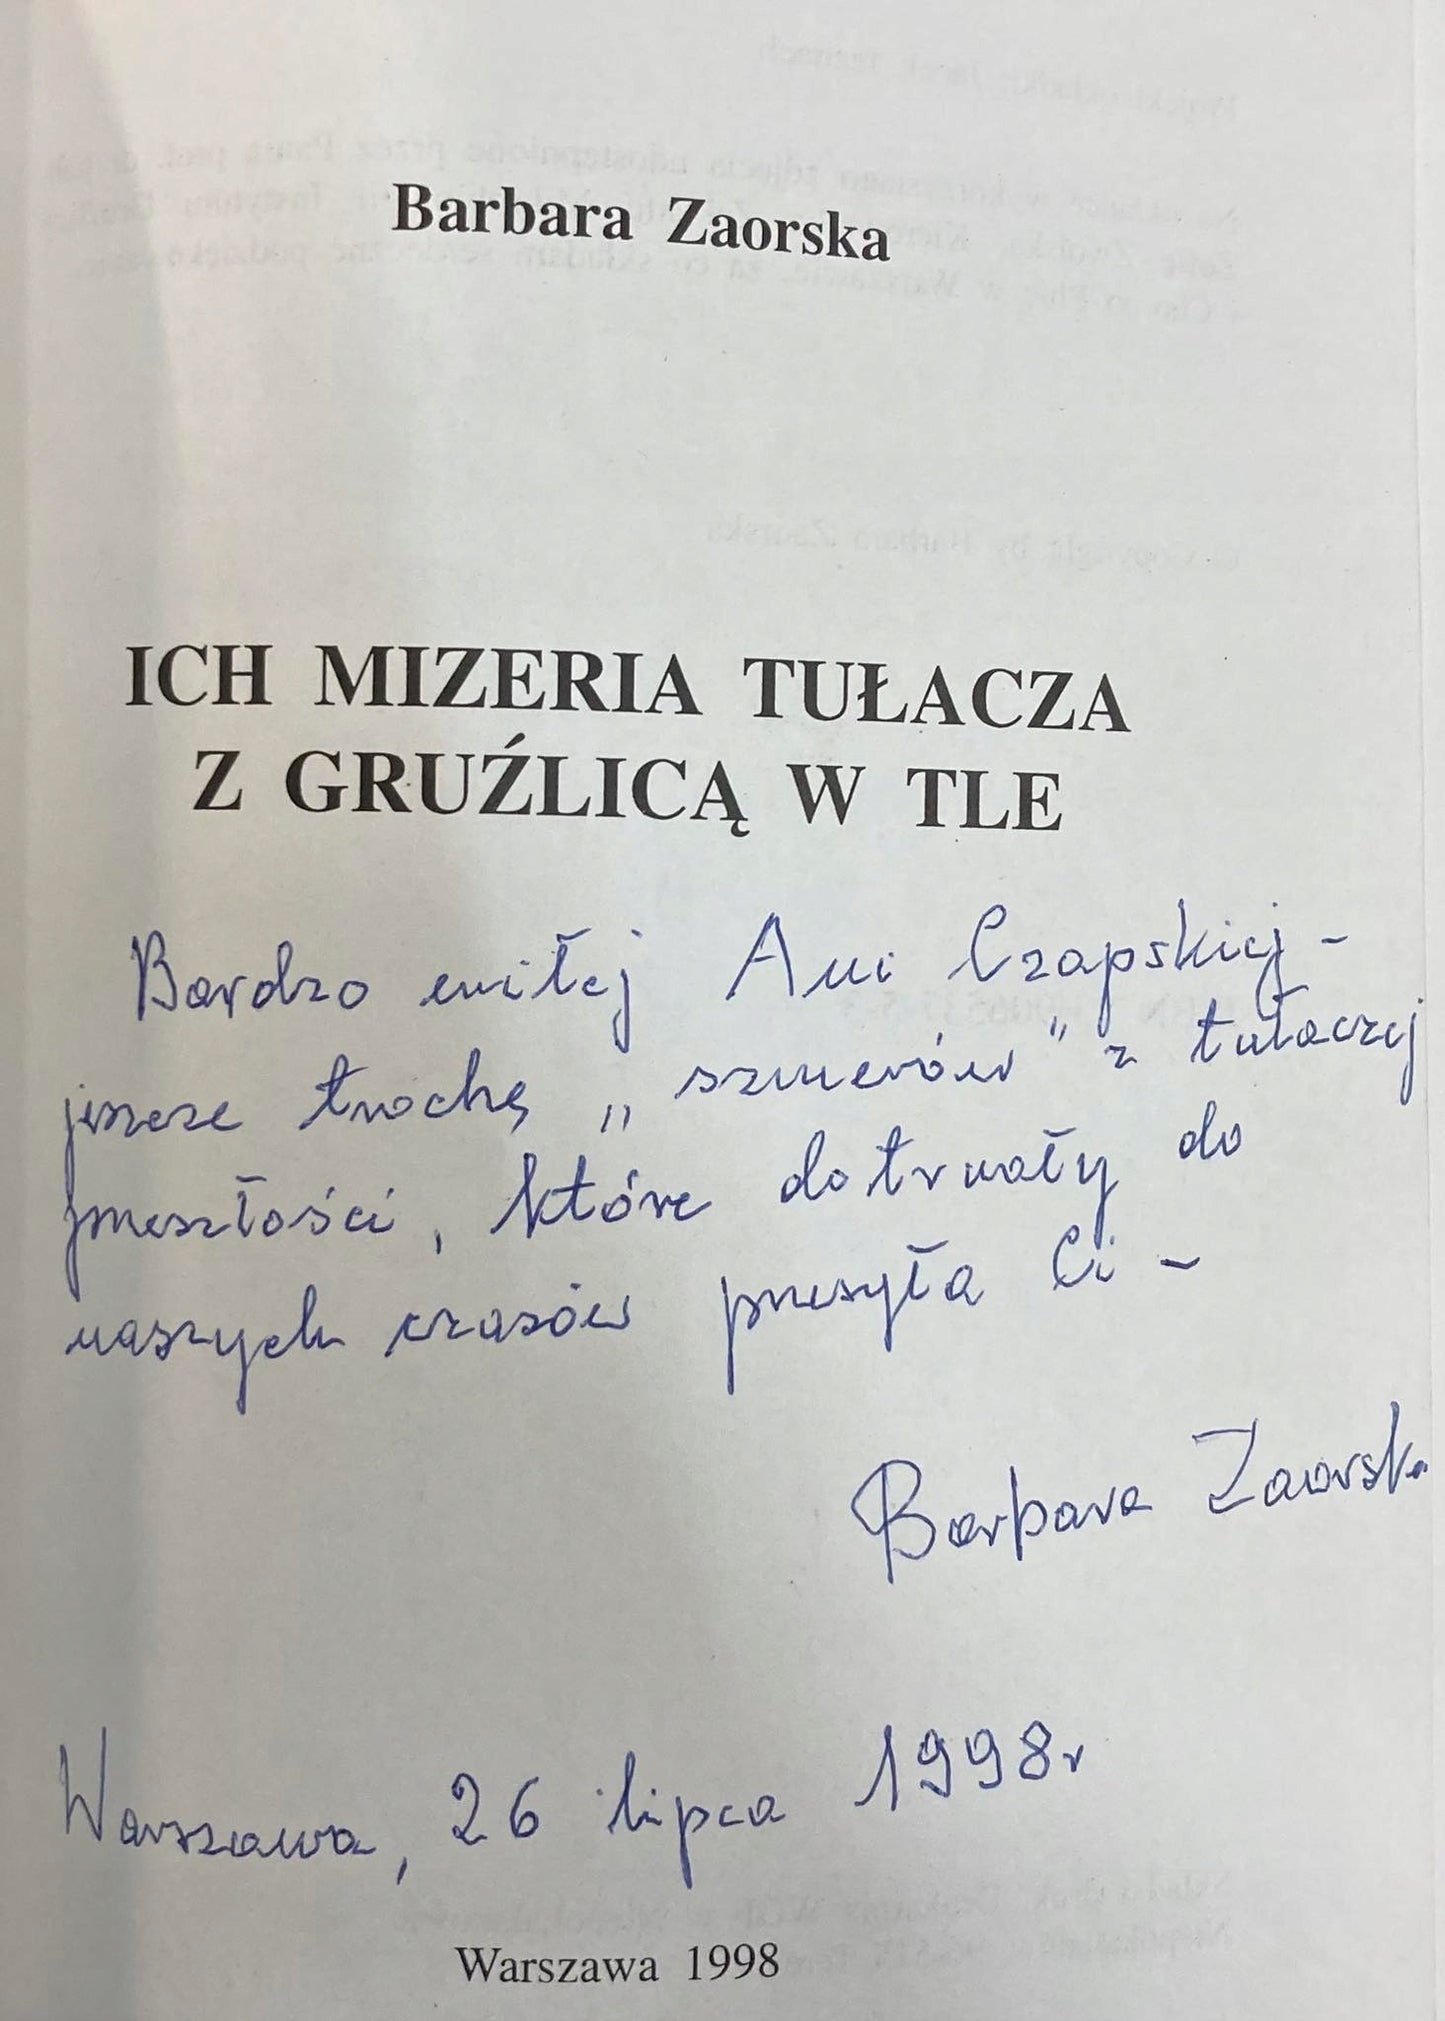 Barbara Zaorska
ICH MIZERIA TUŁACZA
Z GRUŹLICĄ W TLE
Bardzo miłej Ani Czapskiej –
jeszcze trochę „szmerów” z tułaczej
przeszłości, które dotrwały do
naszych czasów przesyła Ci –
Barbara Zaorska
Warszawa, 26 lipca 1998r
Warszawa 1998